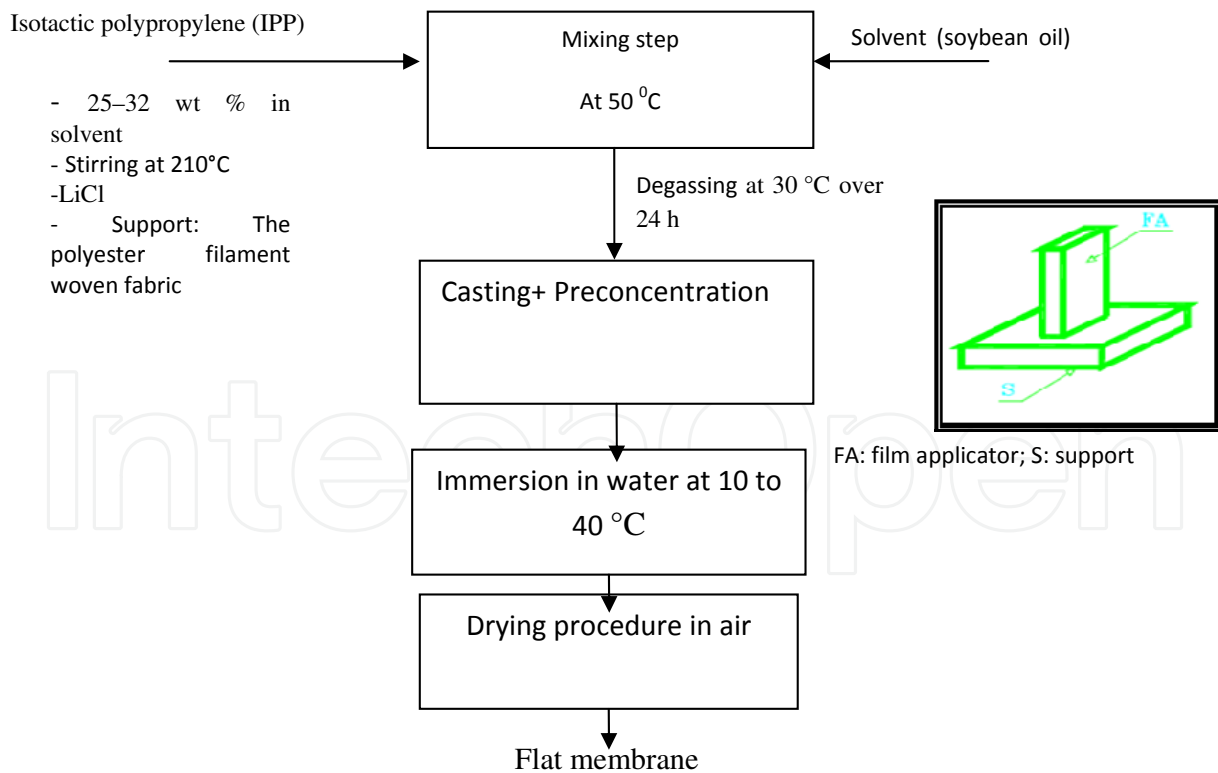 Isotactic polypropylene (IPP)
Mixing step
At 50 ⁰C
Solvent (soybean oil)
- 25–32 wt % in
solvent
- Stirring at 210°C
-LiCl
- Support: The
polyester filament
woven fabric
Degassing at 30 °C over
24 h
Casting+ Preconcentration
FA
S
FA: film applicator; S: support
Immersion in water at 10 to
40 °C
Drying procedure in air
Flat membrane
IntechOpen